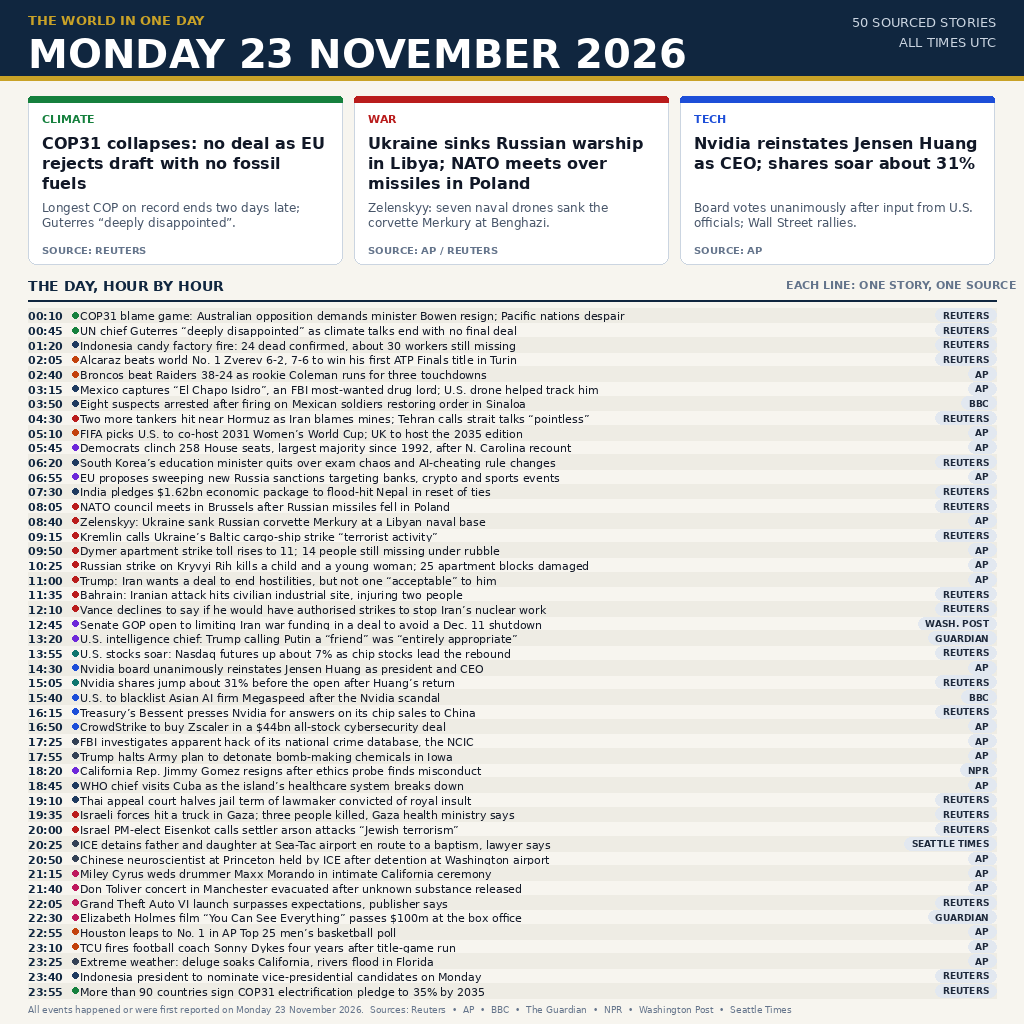 THE WORLD IN ONE DAY
MONDAY 23 NOVEMBER 2026
50 SOURCED STORIES
ALL TIMES UTC
CLIMATE
COP31 collapses: no deal as EU
rejects draft with no fossil
fuels
Longest COP on record ends two days late;
Guterres “deeply disappointed”.
SOURCE: REUTERS
WAR
Ukraine sinks Russian warship
in Libya; NATO meets over
missiles in Poland
Zelenskyy: seven naval drones sank the
corvette Merkury at Benghazi.
SOURCE: AP / REUTERS
TECH
Nvidia reinstates Jensen Huang
as CEO; shares soar about 31%
Board votes unanimously after input from U.S.
officials; Wall Street rallies.
SOURCE: AP
THE DAY, HOUR BY HOUR
EACH LINE: ONE STORY, ONE SOURCE
00:10 COP31 blame game: Australian opposition demands minister Bowen resign; Pacific nations despair REUTERS
00:45 UN chief Guterres “deeply disappointed” as climate talks end with no final deal REUTERS
01:20 Indonesia candy factory fire: 24 dead confirmed, about 30 workers still missing REUTERS
02:05 Alcaraz beats world No. 1 Zverev 6-2, 7-6 to win his first ATP Finals title in Turin REUTERS
02:40 Broncos beat Raiders 38-24 as rookie Coleman runs for three touchdowns AP
03:15 Mexico captures “El Chapo Isidro”, an FBI most-wanted drug lord; U.S. drone helped track him AP
03:50 Eight suspects arrested after firing on Mexican soldiers restoring order in Sinaloa BBC
04:30 Two more tankers hit near Hormuz as Iran blames mines; Tehran calls strait talks “pointless” REUTERS
05:10 FIFA picks U.S. to co-host 2031 Women’s World Cup; UK to host the 2035 edition AP
05:45 Democrats clinch 258 House seats, largest majority since 1992, after N. Carolina recount AP
06:20 South Korea’s education minister quits over exam chaos and AI-cheating rule changes REUTERS
06:55 EU proposes sweeping new Russia sanctions targeting banks, crypto and sports events AP
07:30 India pledges $1.62bn economic package to flood-hit Nepal in reset of ties REUTERS
08:05 NATO council meets in Brussels after Russian missiles fell in Poland REUTERS
08:40 Zelenskyy: Ukraine sank Russian corvette Merkury at a Libyan naval base AP
09:15 Kremlin calls Ukraine’s Baltic cargo-ship strike “terrorist activity” REUTERS
09:50 Dymer apartment strike toll rises to 11; 14 people still missing under rubble AP
10:25 Russian strike on Kryvyi Rih kills a child and a young woman; 25 apartment blocks damaged AP
11:00 Trump: Iran wants a deal to end hostilities, but not one “acceptable” to him AP
11:35 Bahrain: Iranian attack hits civilian industrial site, injuring two people REUTERS
12:10 Vance declines to say if he would have authorised strikes to stop Iran’s nuclear work REUTERS
12:45 Senate GOP open to limiting Iran war funding in a deal to avoid a Dec. 11 shutdown WASH. POST
13:20 U.S. intelligence chief: Trump calling Putin a “friend” was “entirely appropriate” GUARDIAN
13:55 U.S. stocks soar: Nasdaq futures up about 7% as chip stocks lead the rebound REUTERS
14:30 Nvidia board unanimously reinstates Jensen Huang as president and CEO AP
15:05 Nvidia shares jump about 31% before the open after Huang’s return REUTERS
15:40 U.S. to blacklist Asian AI firm Megaspeed after the Nvidia scandal BBC
16:15 Treasury’s Bessent presses Nvidia for answers on its chip sales to China REUTERS
16:50 CrowdStrike to buy Zscaler in a $44bn all-stock cybersecurity deal AP
17:25 FBI investigates apparent hack of its national crime database, the NCIC AP
17:55 Trump halts Army plan to detonate bomb-making chemicals in Iowa AP
18:20 California Rep. Jimmy Gomez resigns after ethics probe finds misconduct NPR
18:45 WHO chief visits Cuba as the island’s healthcare system breaks down AP
19:10 Thai appeal court halves jail term of lawmaker convicted of royal insult REUTERS
19:35 Israeli forces hit a truck in Gaza; three people killed, Gaza health ministry says REUTERS
20:00 Israel PM-elect Eisenkot calls settler arson attacks “Jewish terrorism” REUTERS
20:25 ICE detains father and daughter at Sea-Tac airport en route to a baptism, lawyer says SEATTLE TIMES
20:50 Chinese neuroscientist at Princeton held by ICE after detention at Washington airport AP
21:15 Miley Cyrus weds drummer Maxx Morando in intimate California ceremony AP
21:40 Don Toliver concert in Manchester evacuated after unknown substance released AP
22:05 Grand Theft Auto VI launch surpasses expectations, publisher says REUTERS
22:30 Elizabeth Holmes film “You Can See Everything” passes $100m at the box office GUARDIAN
22:55 Houston leaps to No. 1 in AP Top 25 men’s basketball poll AP
23:10 TCU fires football coach Sonny Dykes four years after title-game run AP
23:25 Extreme weather: deluge soaks California, rivers flood in Florida AP
23:40 Indonesia president to nominate vice-presidential candidates on Monday REUTERS
23:55 More than 90 countries sign COP31 electrification pledge to 35% by 2035 REUTERS
All events happened or were first reported on Monday 23 November 2026. Sources: Reuters • AP • BBC • The Guardian • NPR • Washington Post • Seattle Times